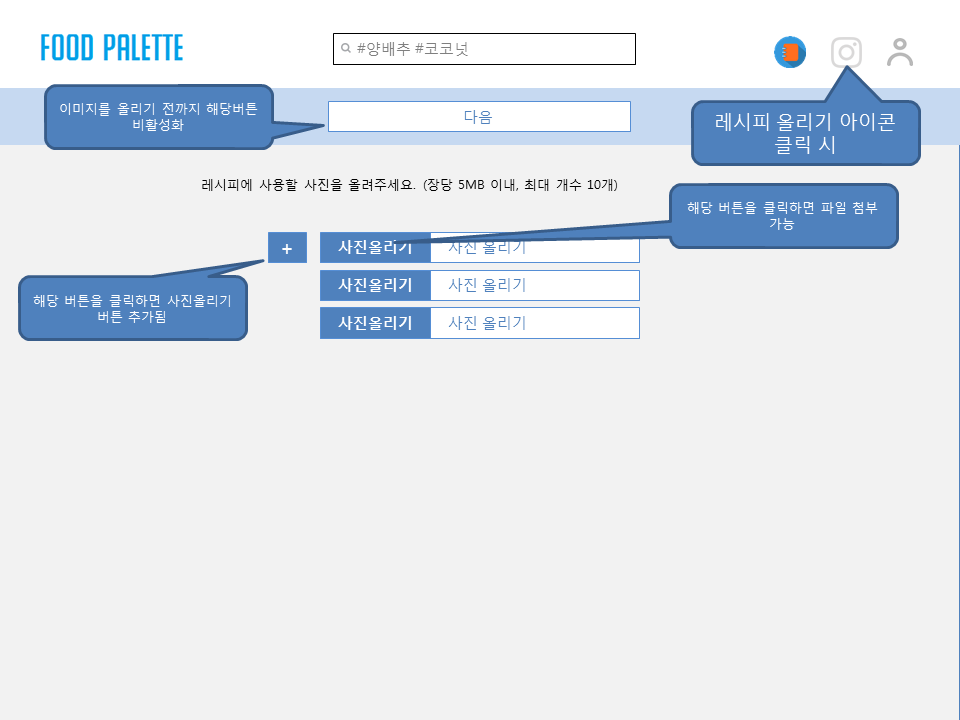 FOOD PALETTE
#양배추 #코코넛
이미지를 올리기 전까지 해당버튼
비활성화
다음
레시피 올리기 아이콘
클릭 시
레시피에 사용할 사진을 올려주세요. (장당 5MB 이내, 최대 개수 10개)
해당 버튼을 클릭하면 파일 첨부
가능
+
사진올리기 사진 올리기
해당 버튼을 클릭하면 사진올리기
버튼 추가됨
사진올리기 사진 올리기
사진올리기 사진 올리기